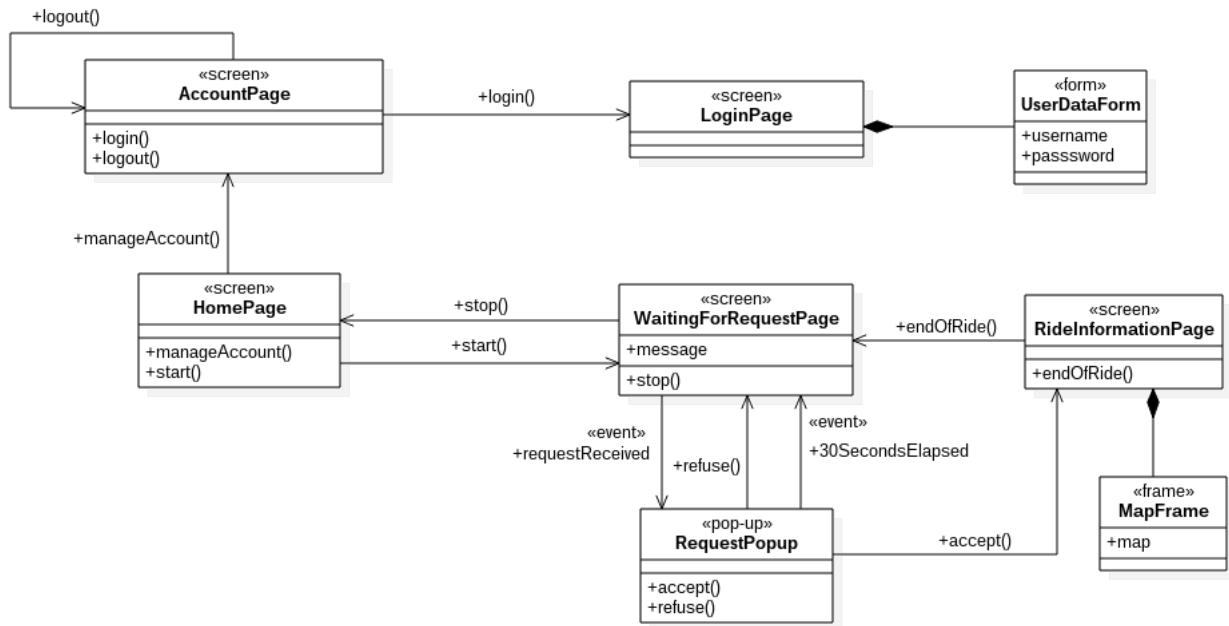 +logout()
«screen»
AccountPage
+login()
+logout()
+login()
«screen»
LoginPage
«form»
UserDataForm
+username
+passsword
+manageAccount()
«screen»
HomePage
+manageAccount()
+start()
+stop()
+start()
«screen»
WaitingForRequestPage
+message
+stop()
+endOfRide()
«screen»
RideInformationPage
+endOfRide()
«event»
+requestReceived
+refuse()
«event»
+30SecondsElapsed
«pop-up»
RequestPopup
+accept()
+refuse()
+accept()
«frame»
MapFrame
+map